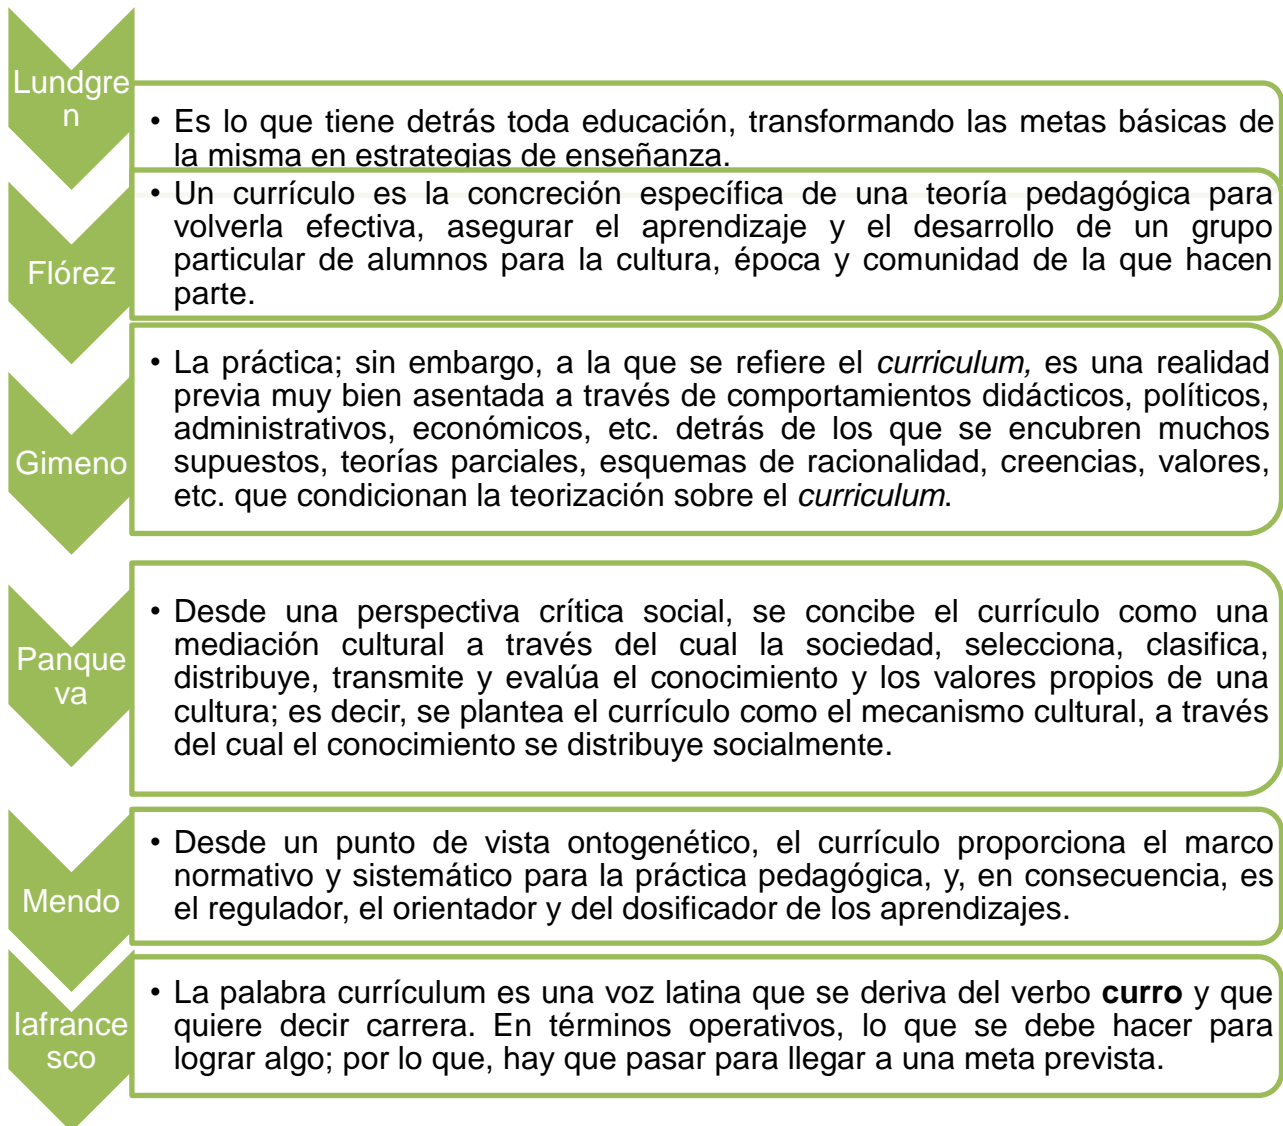 Lundgre
n
• Es lo que tiene detrás toda educación, transformando las metas básicas de
la misma en estrategias de enseñanza.
Flórez
• Un currículo es la concreción específica de una teoría pedagógica para
volverla efectiva, asegurar el aprendizaje y el desarrollo de un grupo
particular de alumnos para la cultura, época y comunidad de la que hacen
parte.
Gimeno
• La práctica; sin embargo, a la que se refiere el curriculum, es una realidad
previa muy bien asentada a través de comportamientos didácticos, políticos,
administrativos, económicos, etc. detrás de los que se encubren muchos
supuestos, teorías parciales, esquemas de racionalidad, creencias, valores,
etc. que condicionan la teorización sobre el curriculum.
Panque
va
• Desde una perspectiva crítica social, se concibe el currículo como una
mediación cultural a través del cual la sociedad, selecciona, clasifica,
distribuye, transmite y evalúa el conocimiento y los valores propios de una
cultura; es decir, se plantea el currículo como el mecanismo cultural, a través
del cual el conocimiento se distribuye socialmente.
Mendo
• Desde un punto de vista ontogenético, el currículo proporciona el marco
normativo y sistemático para la práctica pedagógica, y, en consecuencia, es
el regulador, el orientador y del dosificador de los aprendizajes.
Iafrance
sco
• La palabra currículum es una voz latina que se deriva del verbo curro y que
quiere decir carrera. En términos operativos, lo que se debe hacer para
lograr algo; por lo que, hay que pasar para llegar a una meta prevista.